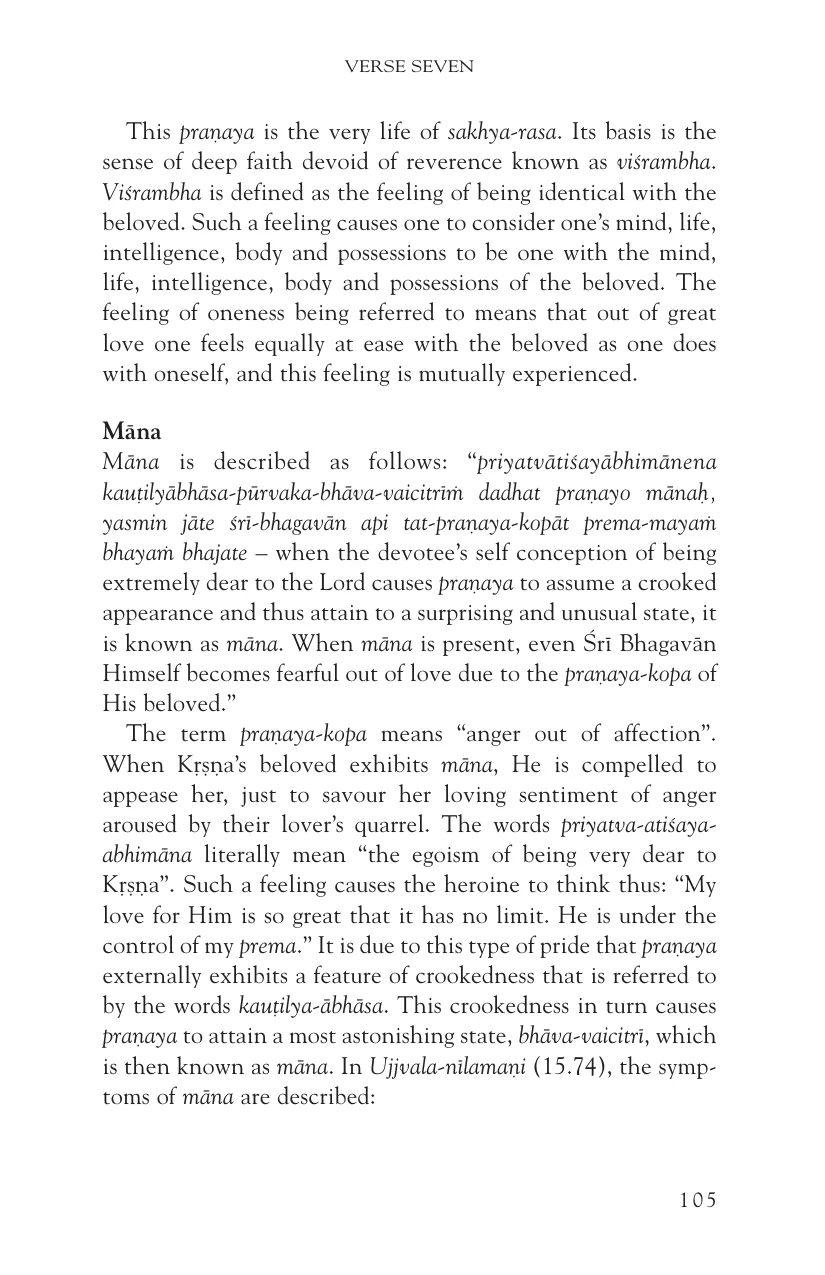 VERSE SEVEN
This praṇaya is the very life of sakhya-rasa. Its basis is the
sense of deep faith devoid of reverence known as viśrambha.
Viśrambha is defined as the feeling of being identical with the
beloved. Such a feeling causes one to consider one’s mind, life,
intelligence, body and possessions to be one with the mind,
life, intelligence, body and possessions of the beloved. The
feeling of oneness being referred to means that out of great
love one feels equally at ease with the beloved as one does
with oneself, and this feeling is mutually experienced.
Māna
Māna is described as follows: “priyatvātiśayābhimānena
kauṭilyābhāsa-pūrvaka-bhāva-vaicitrīṁ dadhat praṇayo mānaḥ,
yasmin jāte śrī-bhagavān api tat-praṇaya-kopāt prema-mayaṁ
bhayaṁ bhajate – when the devotee’s self conception of being
extremely dear to the Lord causes praṇaya to assume a crooked
appearance and thus attain to a surprising and unusual state, it
is known as māna. When māna is present, even Śrī Bhagavān
Himself becomes fearful out of love due to the praṇaya-kopa of
His beloved.”
The term praṇaya-kopa means “anger out of affection”.
When Kṛṣṇa’s beloved exhibits māna, He is compelled to
appease her, just to savour her loving sentiment of anger
aroused by their lover’s quarrel. The words priyatva-atiśaya-
abhimāna literally mean “the egoism of being very dear to
Kṛṣṇa”. Such a feeling causes the heroine to think thus: “My
love for Him is so great that it has no limit. He is under the
control of my prema.” It is due to this type of pride that praṇaya
externally exhibits a feature of crookedness that is referred to
by the words kauṭilya-ābhāsa. This crookedness in turn causes
praṇaya to attain a most astonishing state, bhāva-vaicitrī, which
is then known as māna. In Ujjvala-nīlamaṇi (15.74), the symp-
toms of māna are described:
105